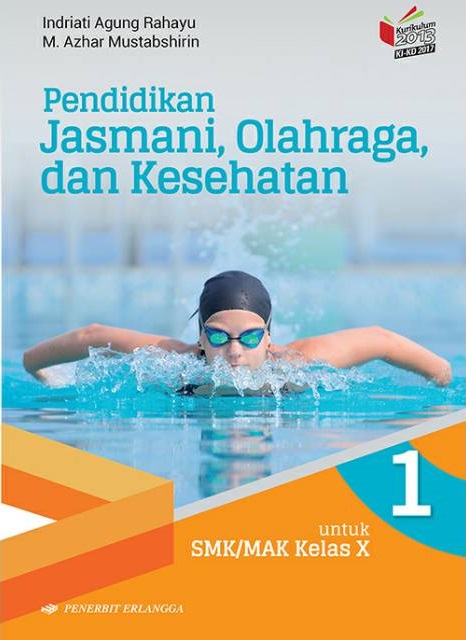 Indriati Agung Rahayu
M. Azhar Mustabshirin
Kurikulum
2013
KI-KD 2017
Pendidikan
Jasmani, Olahraga,
dan Kesehatan
1
untuk
SMK/MAK Kelas X
PENERBIT ERLANGGA